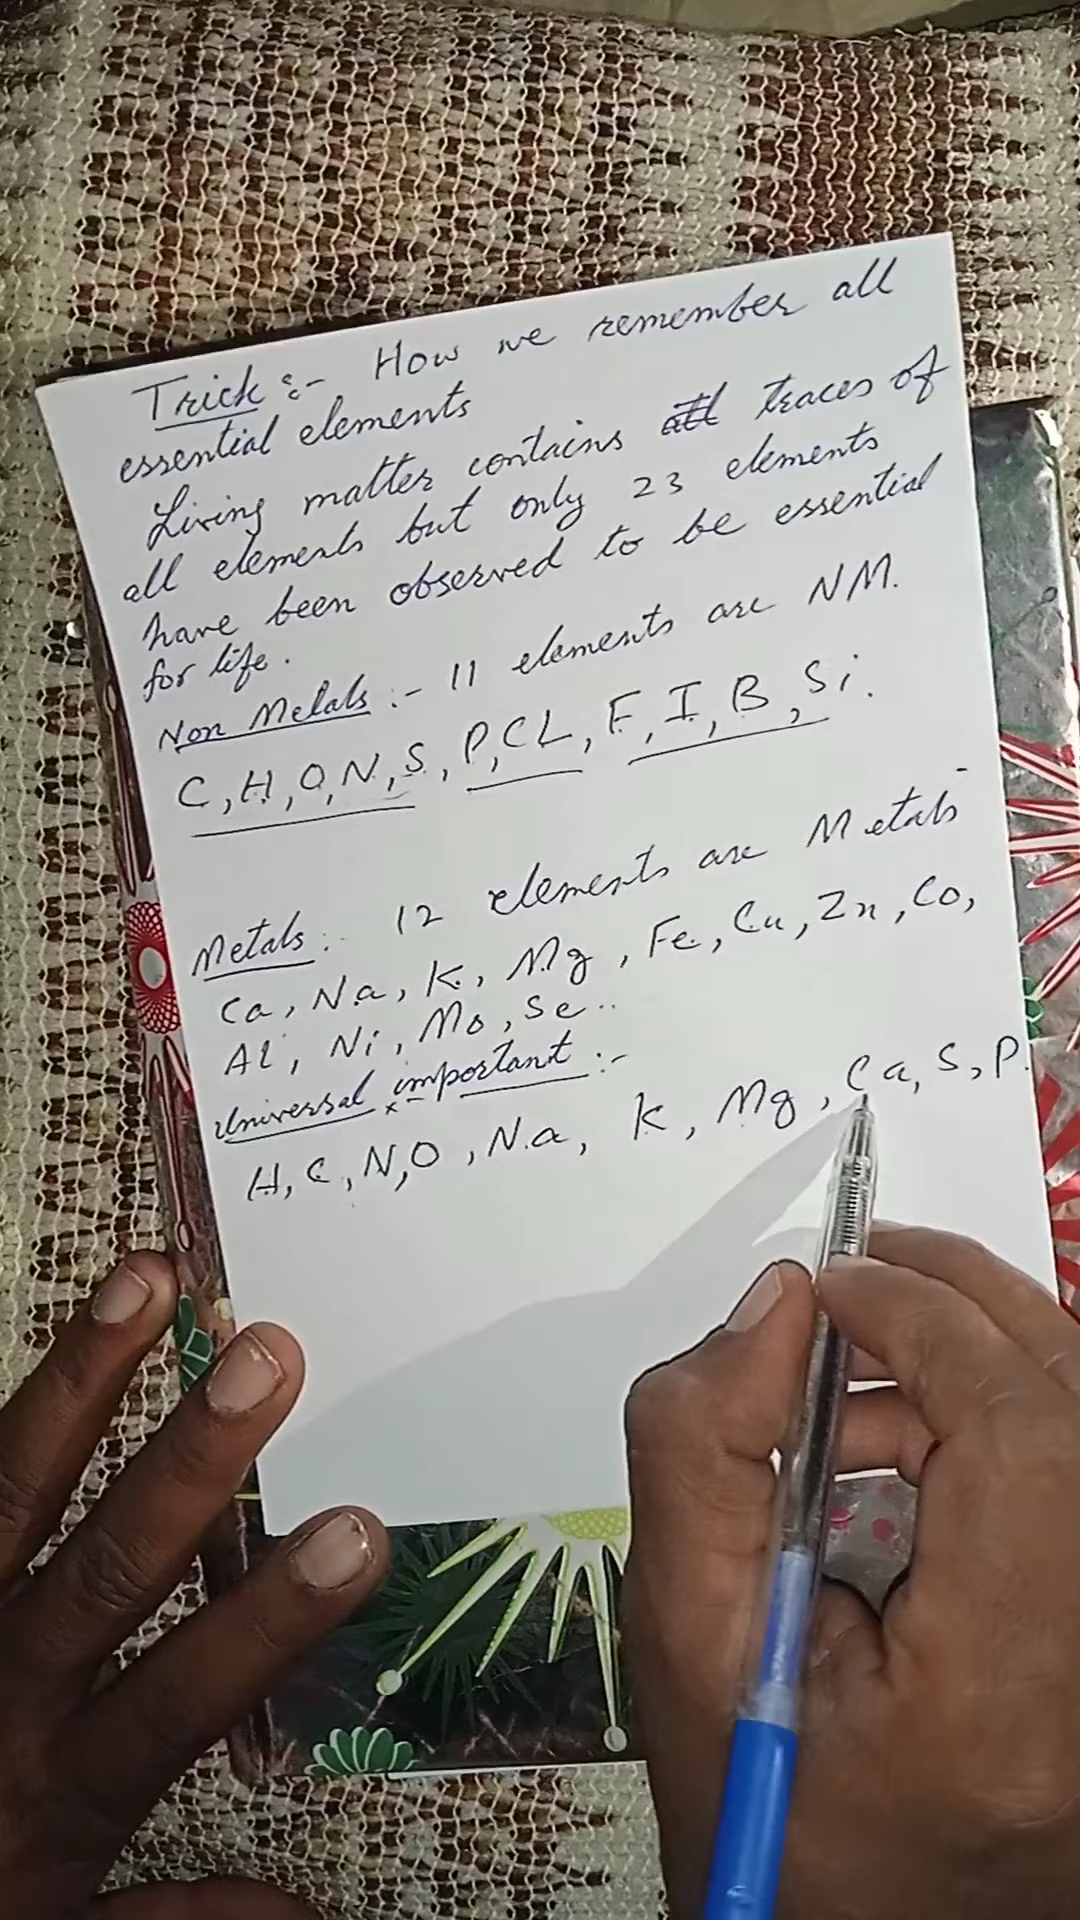 Trick :- How we remember all
essential elements
Living matter contains all traces of
all elements but only 23 elements
have been observed to be essential
for life.
Non Metals :- 11 elements are NM.
C, H, O, N, S, P, CL, F, I, B, Si.
Metals : 12 elements are Metals
Ca, Na, K, Mg, Fe, Cu, Zn, Co,
Al, Ni, Mo, Se..
Universal important :-
H, C, N, O, Na, K, Mg, Ca, S, P.